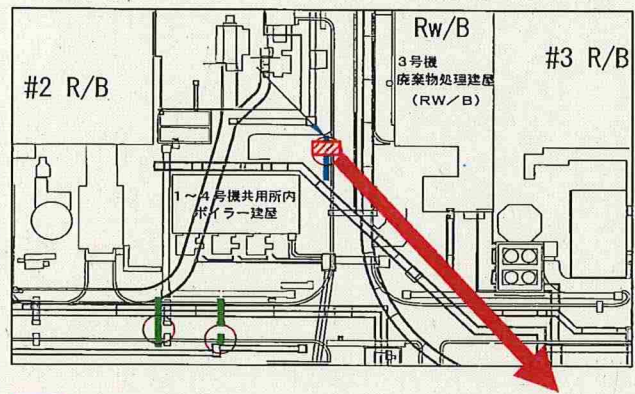 #2 R/B
Rw/B
3号機
廃棄物処理建屋
(RW/B)
#3 R/B
1~4号機共用所内
ボイラー建屋